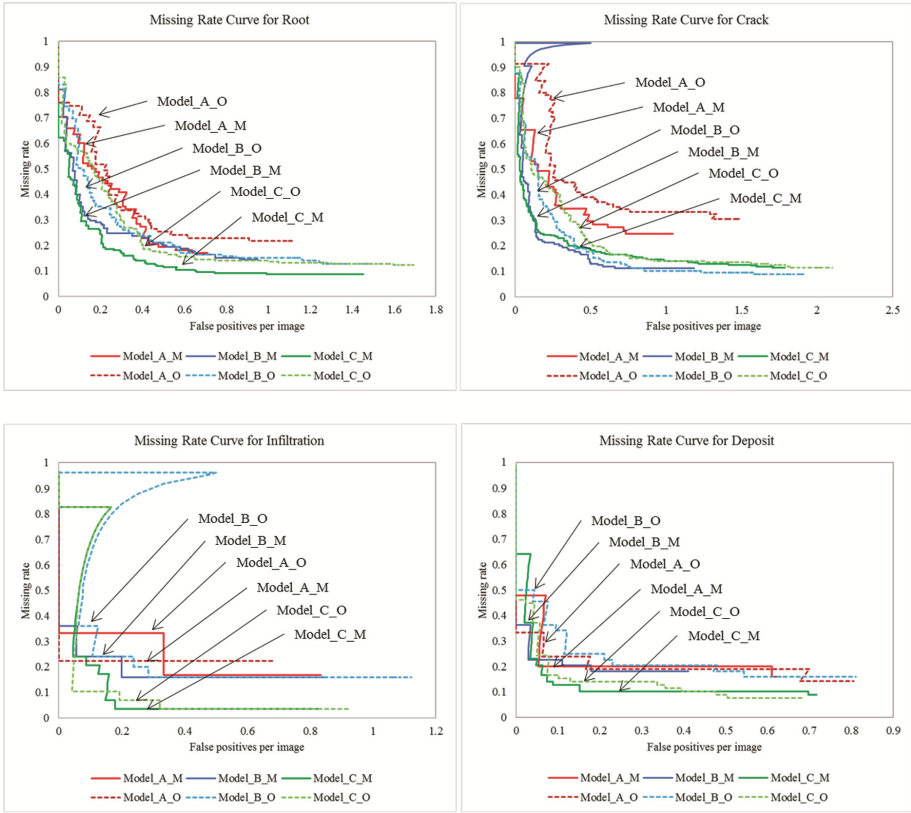 Missing Rate Curve for Root
Missing rate
1
0.9
0.8
0.7
0.6
0.5
0.4
0.3
0.2
0.1
0
Model_A_O
Model_A_M
Model_B_O
Model_B_M
Model_C_O
Model_C_M
0 0.2 0.4 0.6 0.8 1 1.2 1.4 1.6 1.8
False positives per image
Model_A_M Model_B_M Model_C_M
Model_A_O Model_B_O Model_C_O
Missing Rate Curve for Crack
Missing rate
1
0.9
0.8
0.7
0.6
0.5
0.4
0.3
0.2
0.1
0
Model_A_O
Model_A_M
Model_B_O
Model_B_M
Model_C_O
Model_C_M
0 0.5 1 1.5 2 2.5
False positives per image
Model_A_M Model_B_M Model_C_M
Model_A_O Model_B_O Model_C_O
Missing Rate Curve for Infiltration
Missing rate
1
0.9
0.8
0.7
0.6
0.5
0.4
0.3
0.2
0.1
0
Model_B_O
Model_B_M
Model_A_O
Model_A_M
Model_C_O
Model_C_M
0 0.2 0.4 0.6 0.8 1 1.2
False positives per image
Model_A_M Model_B_M Model_C_M
Model_A_O Model_B_O Model_C_O
Missing Rate Curve for Deposit
Missing rate
1
0.9
0.8
0.7
0.6
0.5
0.4
0.3
0.2
0.1
0
Model_B_O
Model_B_M
Model_A_O
Model_A_M
Model_C_O
Model_C_M
0 0.1 0.2 0.3 0.4 0.5 0.6 0.7 0.8 0.9
False positives per image
Model_A_M Model_B_M Model_C_M
Model_A_O Model_B_O Model_C_O